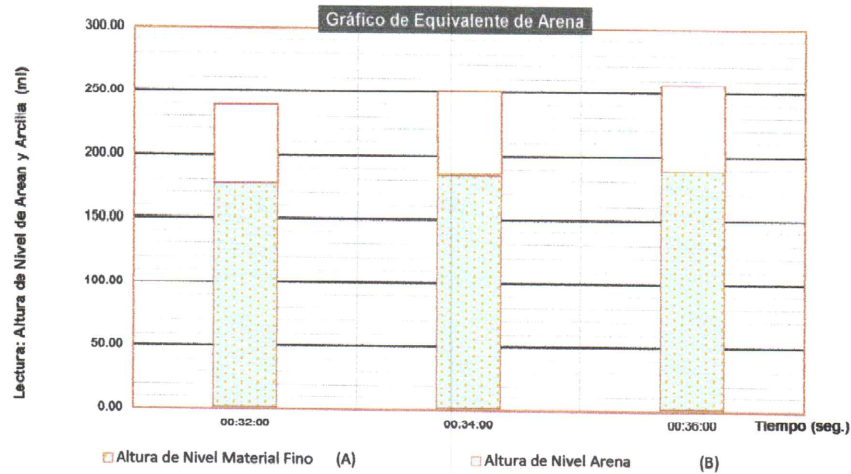 Gráfico de Equivalente de Arena
Lectura: Altura de Nivel de Arean y Arcilla (ml)
300.00
250.00
200.00
150.00
100.00
50.00
0.00
00:32:00
00:34:00
00:36:00
Tiempo (seg.)
Altura de Nivel Material Fino (A)
Altura de Nivel Arena (B)